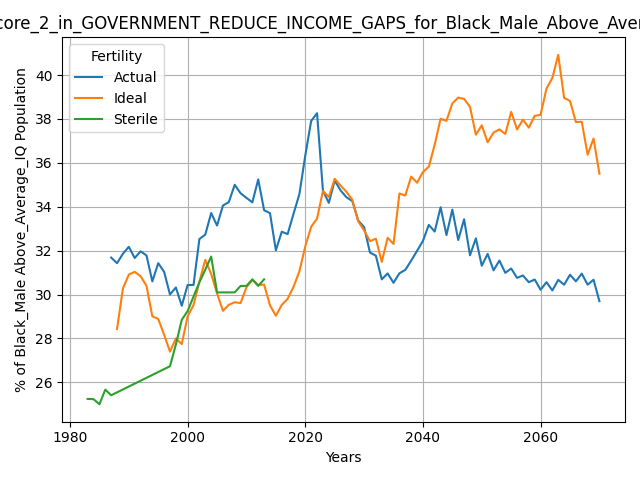 core_2_in_GOVERNMENT_REDUCE_INCOME_GAPS_for_Black_Male_Above_Aver
Fertility
Actual
Ideal
Sterile
% of Black_Male Above_Average_IQ Population
40
38
36
34
32
30
28
26
1980
2000
2020
2040
2060
Years